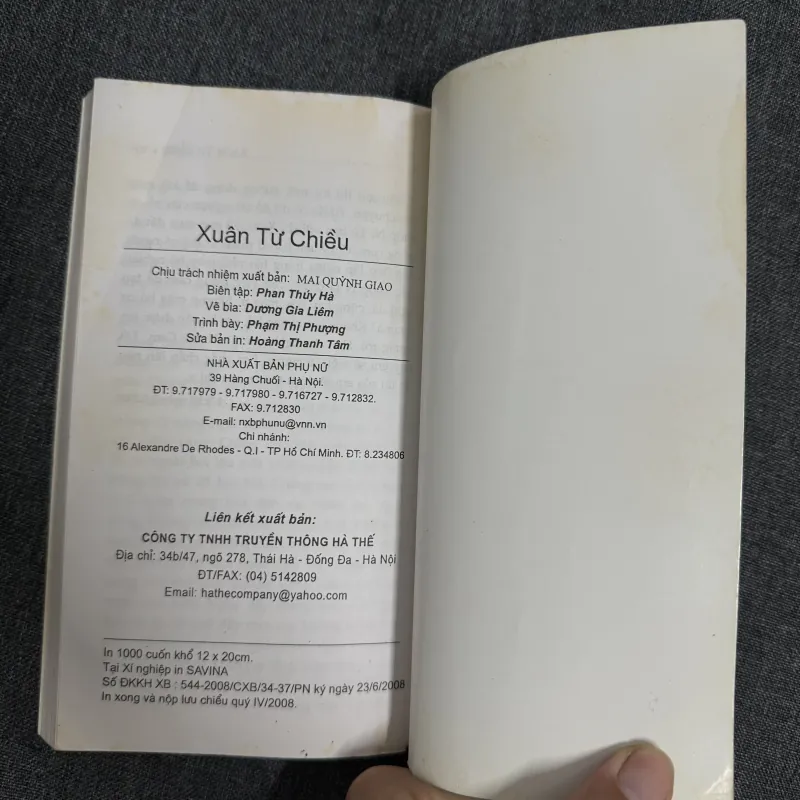 Xuân Từ Chiều
Chịu trách nhiệm xuất bản: MAI QUỲNH GIAO
Biên tập: Phan Thủy Hà
Vẽ bìa: Dương Gia Liêm
Trình bày: Phạm Thị Phượng
Sửa bản in: Hoàng Thanh Tâm
NHÀ XUẤT BẢN PHỤ NỮ
39 Hàng Chuối - Hà Nội.
ĐT: 9.717979 - 9.717980 - 9.716727 - 9.712832.
FAX: 9.712830
E-mail: nxbphunu@vnn.vn
Chi nhánh:
16 Alexandre De Rhodes - Q.I - TP Hồ Chí Minh. ĐT: 8.234806
Liên kết xuất bản:
CÔNG TY TNHH TRUYỀN THÔNG HÀ THẾ
Địa chỉ: 34b/47, ngõ 278, Thái Hà - Đống Đa - Hà Nội
ĐT/FAX: (04) 5142809
Email: hathecompany@yahoo.com
In 1000 cuốn khổ 12 x 20cm.
Tại Xí nghiệp in SAVINA
Số ĐKKH XB : 544-2008/CXB/34-37/PN ký ngày 23/6/2008
In xong và nộp lưu chiểu quý IV/2008.